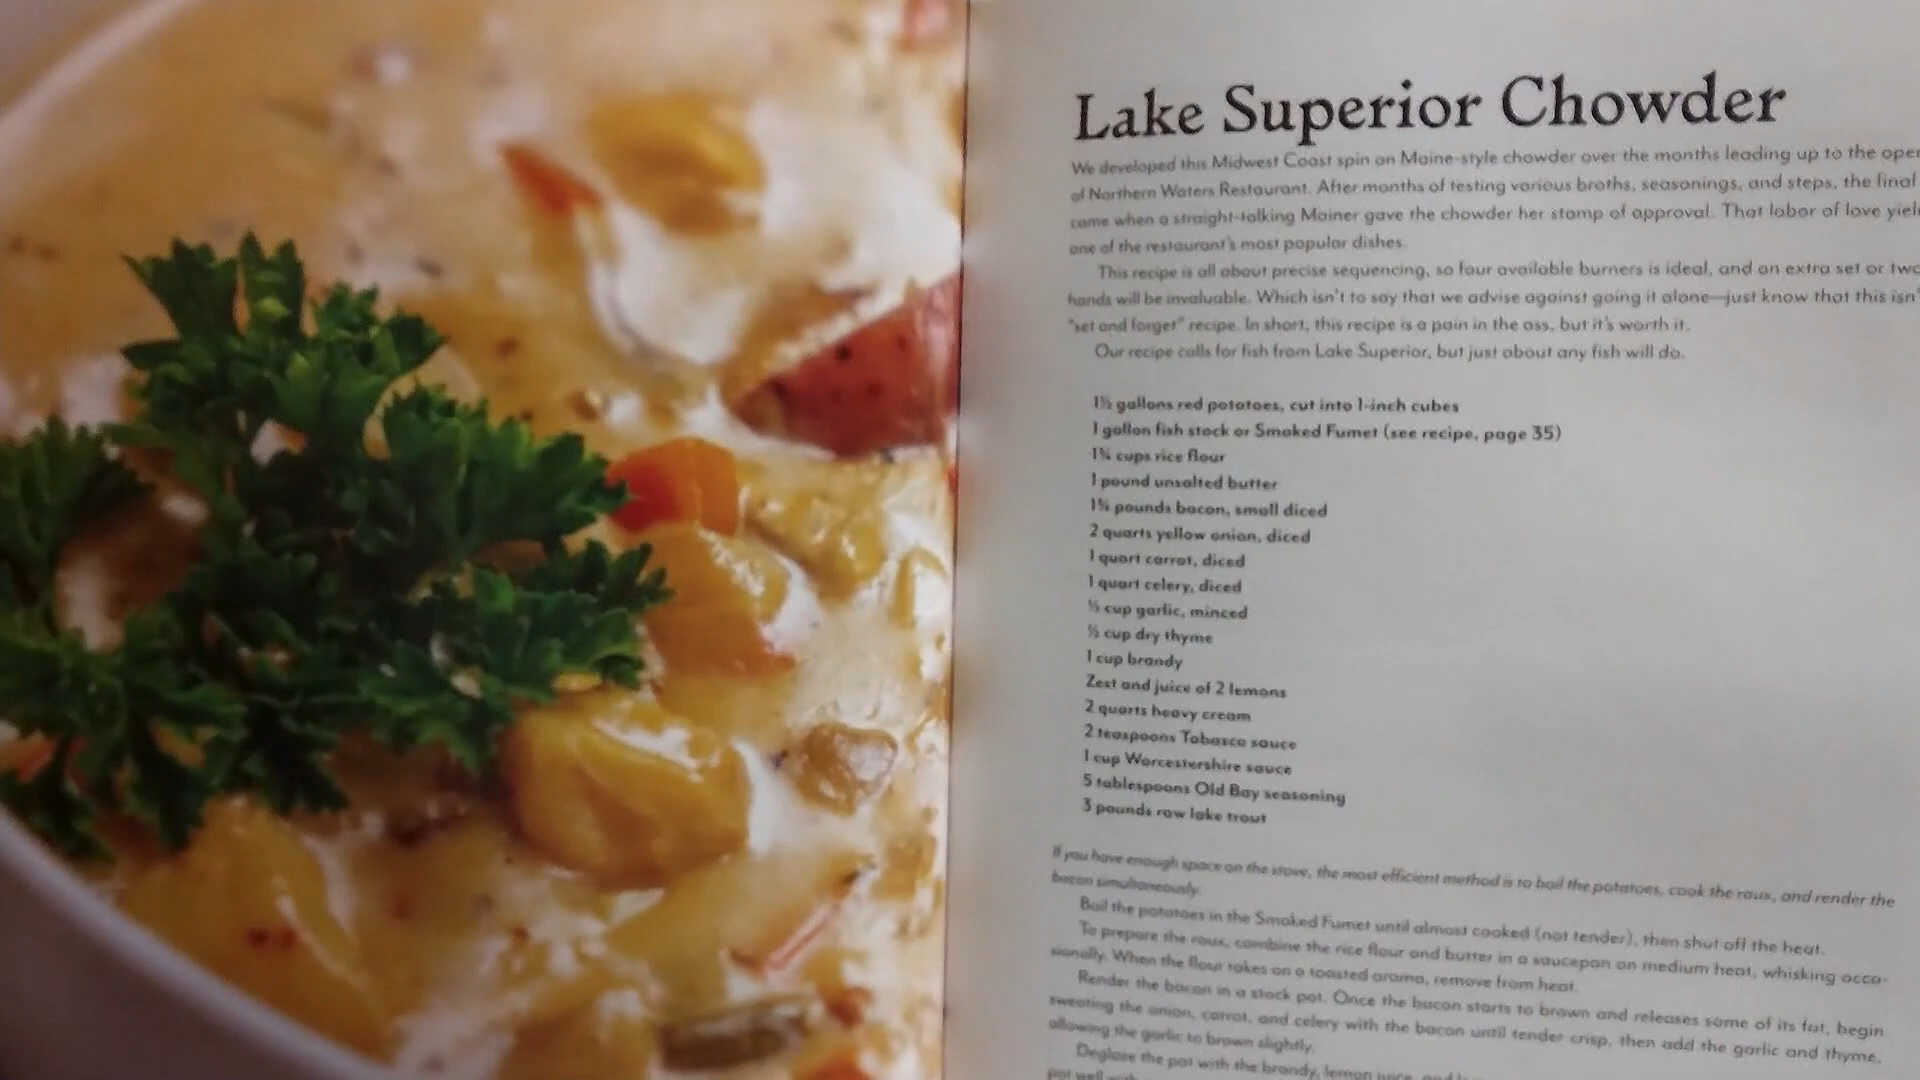 Lake Superior Chowder
We developed this Midwest Coast spin on Maine-style chowder over the months leading up to the
of Northern Waters Restaurant. After months of testing various broths, seasonings, and steps, the final
came when a straight-talking Mainer gave the chowder her stamp of approval. That labor of love
one of the restaurant's most popular dishes.
This recipe is all about precise sequencing, so four available burners is ideal, and an extra set or two
hands will be invaluable. Which isn't to say that we advise against going it alone—just know that this isn'
"set and forget" recipe. In short, this recipe is a pain in the ass, but it's worth it.
Our recipe calls for fish from Lake Superior, but just about any fish will do.
gallons red potatoes, cut into 1-inch cubes
1 gallon fish stock or Smoked Fumet (see recipe, page 35)
1¾ cups rice flour
1 pound unsalted butter
1¾ pounds bacon, small diced
2 quarts yellow onion, diced
1 quart carrot, diced
1 quart celery, diced
cup garlic, minced
cup dry thyme
1 cup brandy
Zest and juice of 2 lemons
2 quarts heavy cream
2 teaspoons Tabasco sauce
1 cup Worcestershire sauce
5 tablespoons Old Bay seasoning
3 pounds raw lake trout
If you have enough space on the stove, the most efficient method is to boil the potatoes, cook the roux, and render the
bacon simultaneously.
Boil the potatoes in the Smoked Fumet until almost cooked (not tender), then shut off the heat.
To prepare the roux, combine the rice flour and butter in a saucepan on medium heat, whisking occa-
sionally. When the flour takes on a toasted aroma, remove from heat.
Render the bacon in a stock pot. Once the bacon starts to brown and releases some of its fat, begin
sweating the onion, carrot, and celery with the bacon until tender crisp, then add the garlic and thyme,
allowing the garlic to brown slightly.
Deglaze the pot with the brandy, lemon juice, and
pot well